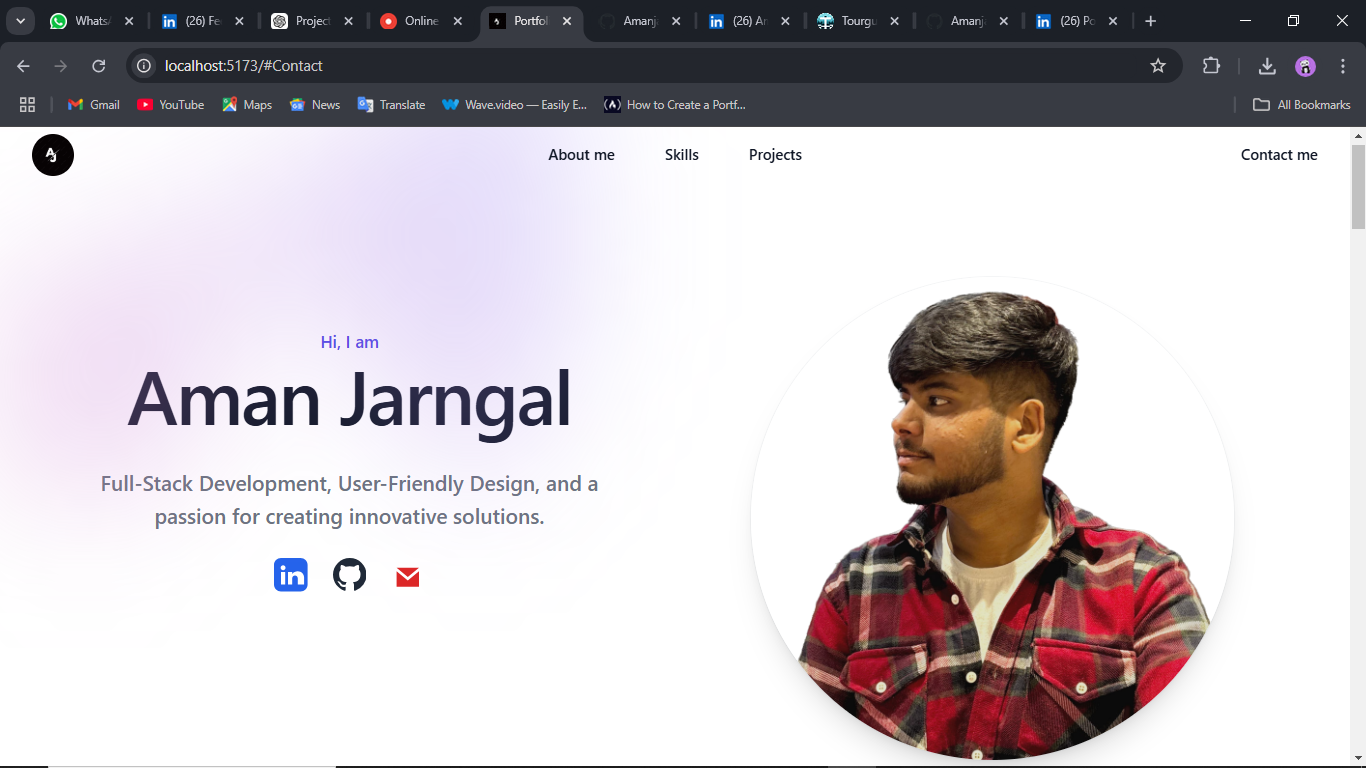 WhatsA
(26) Fe
Project
Online
Portfol
Amanj
(26) Ar
Tourgu
Amanj
(26) Po
localhost:5173/#Contact
Gmail
YouTube
Maps
News
Translate
Wave.video — Easily E...
How to Create a Portf...
All Bookmarks
AJ
About me
Skills
Projects
Contact me
Hi, I am
Aman Jarngal
Full-Stack Development, User-Friendly Design, and a
passion for creating innovative solutions.